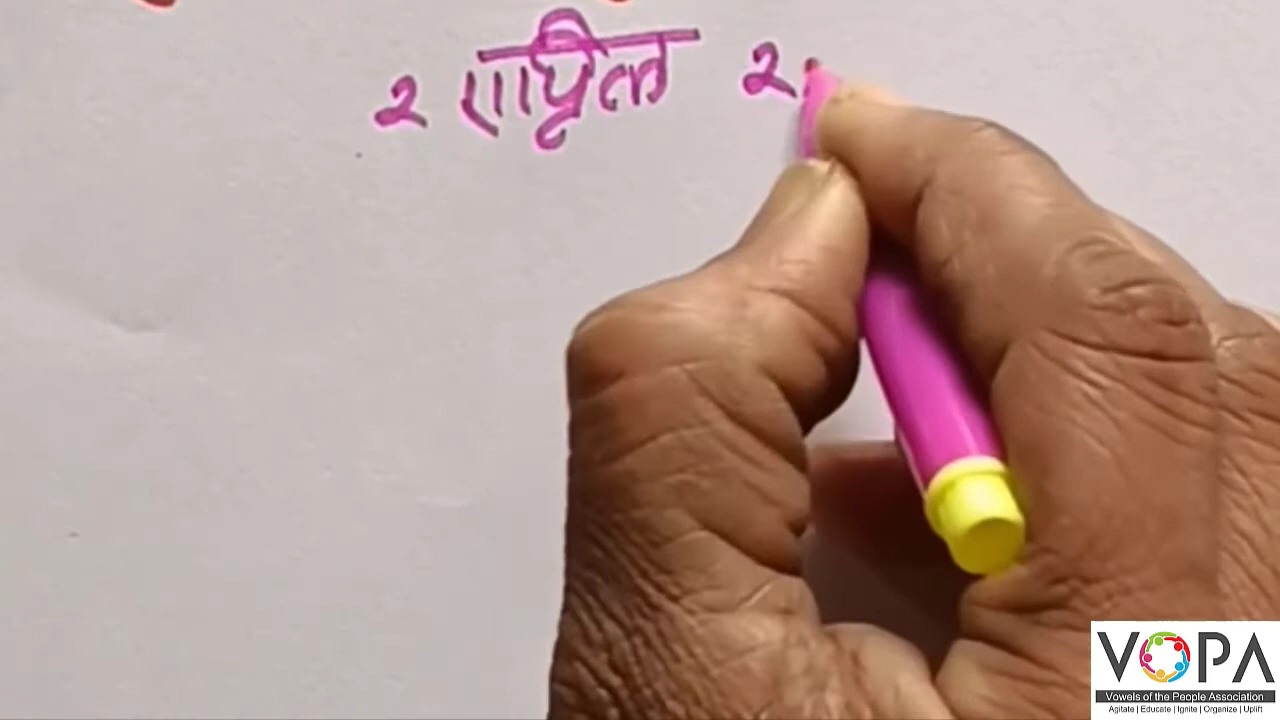 २ एप्रिल २
VOPA
Vowels of the People Association
Agitate | Educate | Ignite | Organize | Uplift